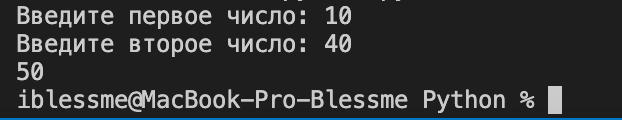 Введите первое число: 10
Введите второе число: 40
50
iblessme@MacBook-Pro-Blessme Python %